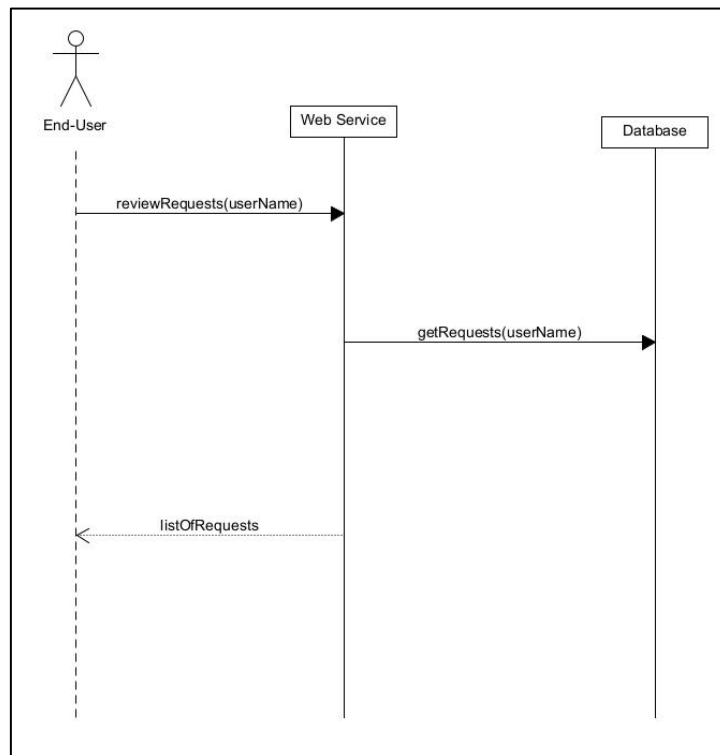 End-User
Web Service
Database
reviewRequests(userName)
getRequests(userName)
listOfRequests